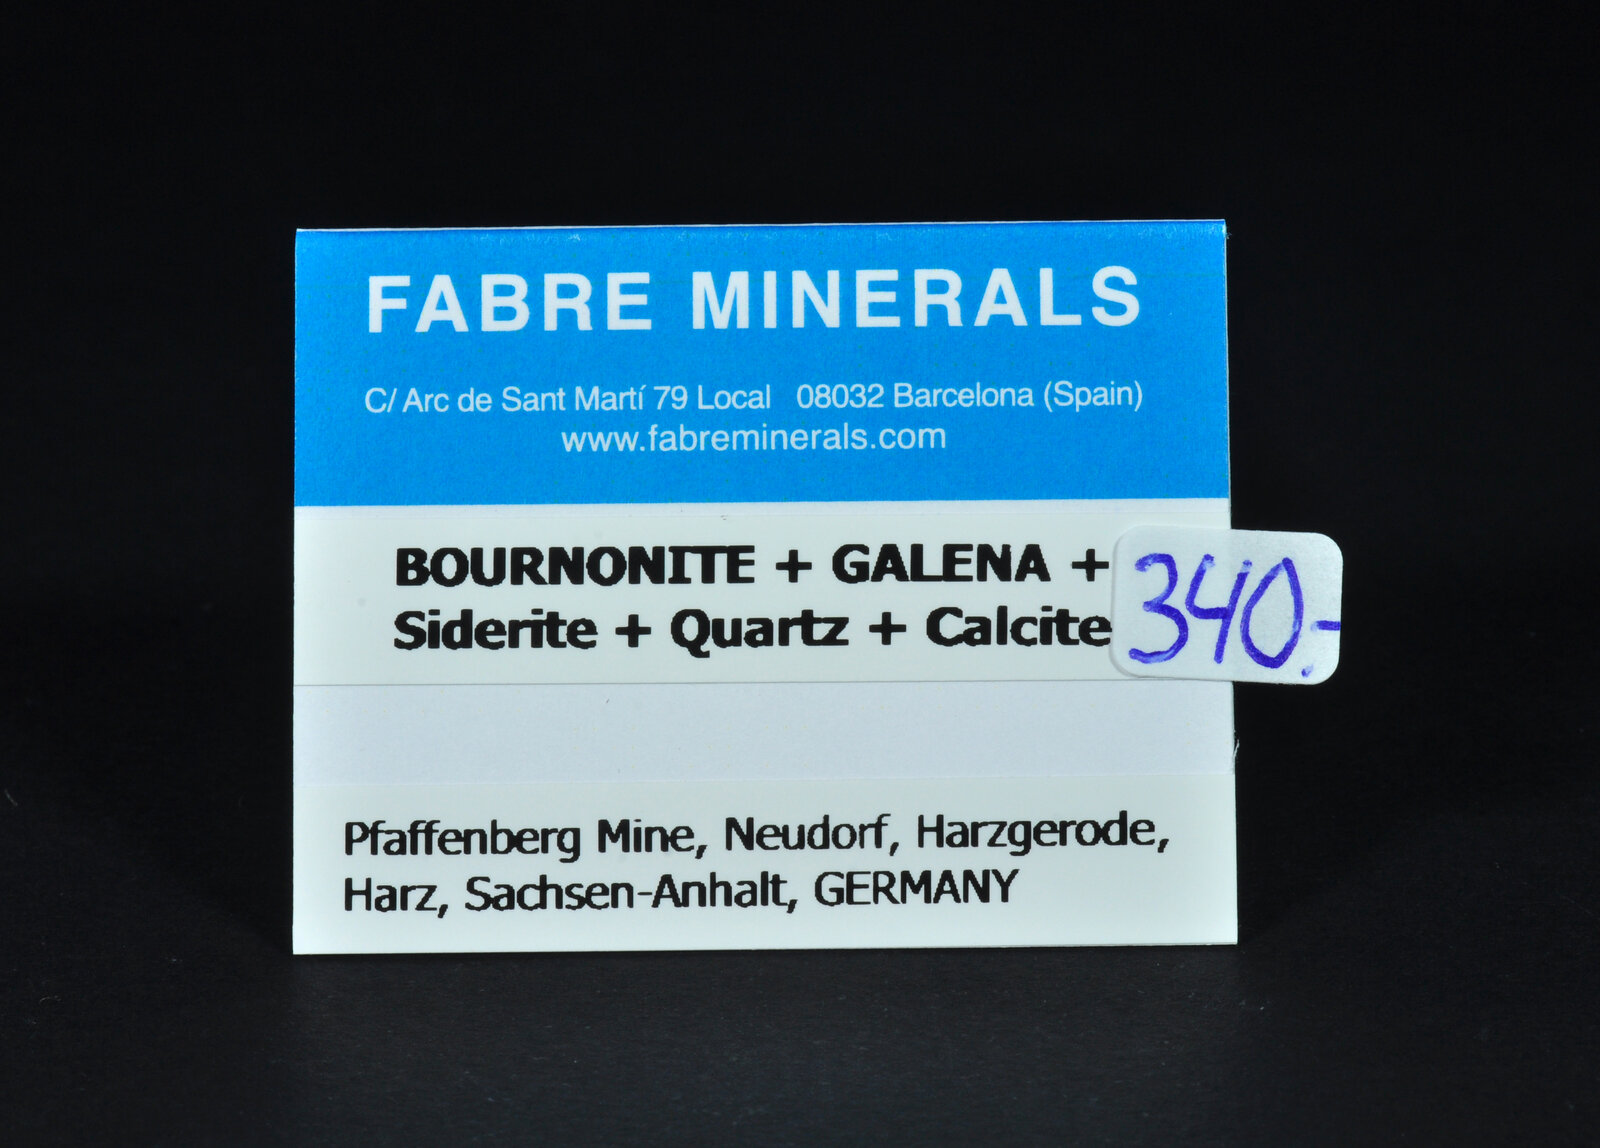 FABRE MINERALS
C/ Arc de Sant Martí 79 Local 08032 Barcelona (Spain)
www.fabreminerals.com
BOURNONITE + GALENA +
Siderite + Quartz + Calcite
340.-
Pfaffenberg Mine, Neudorf, Harzgerode,
Harz, Sachsen-Anhalt, GERMANY